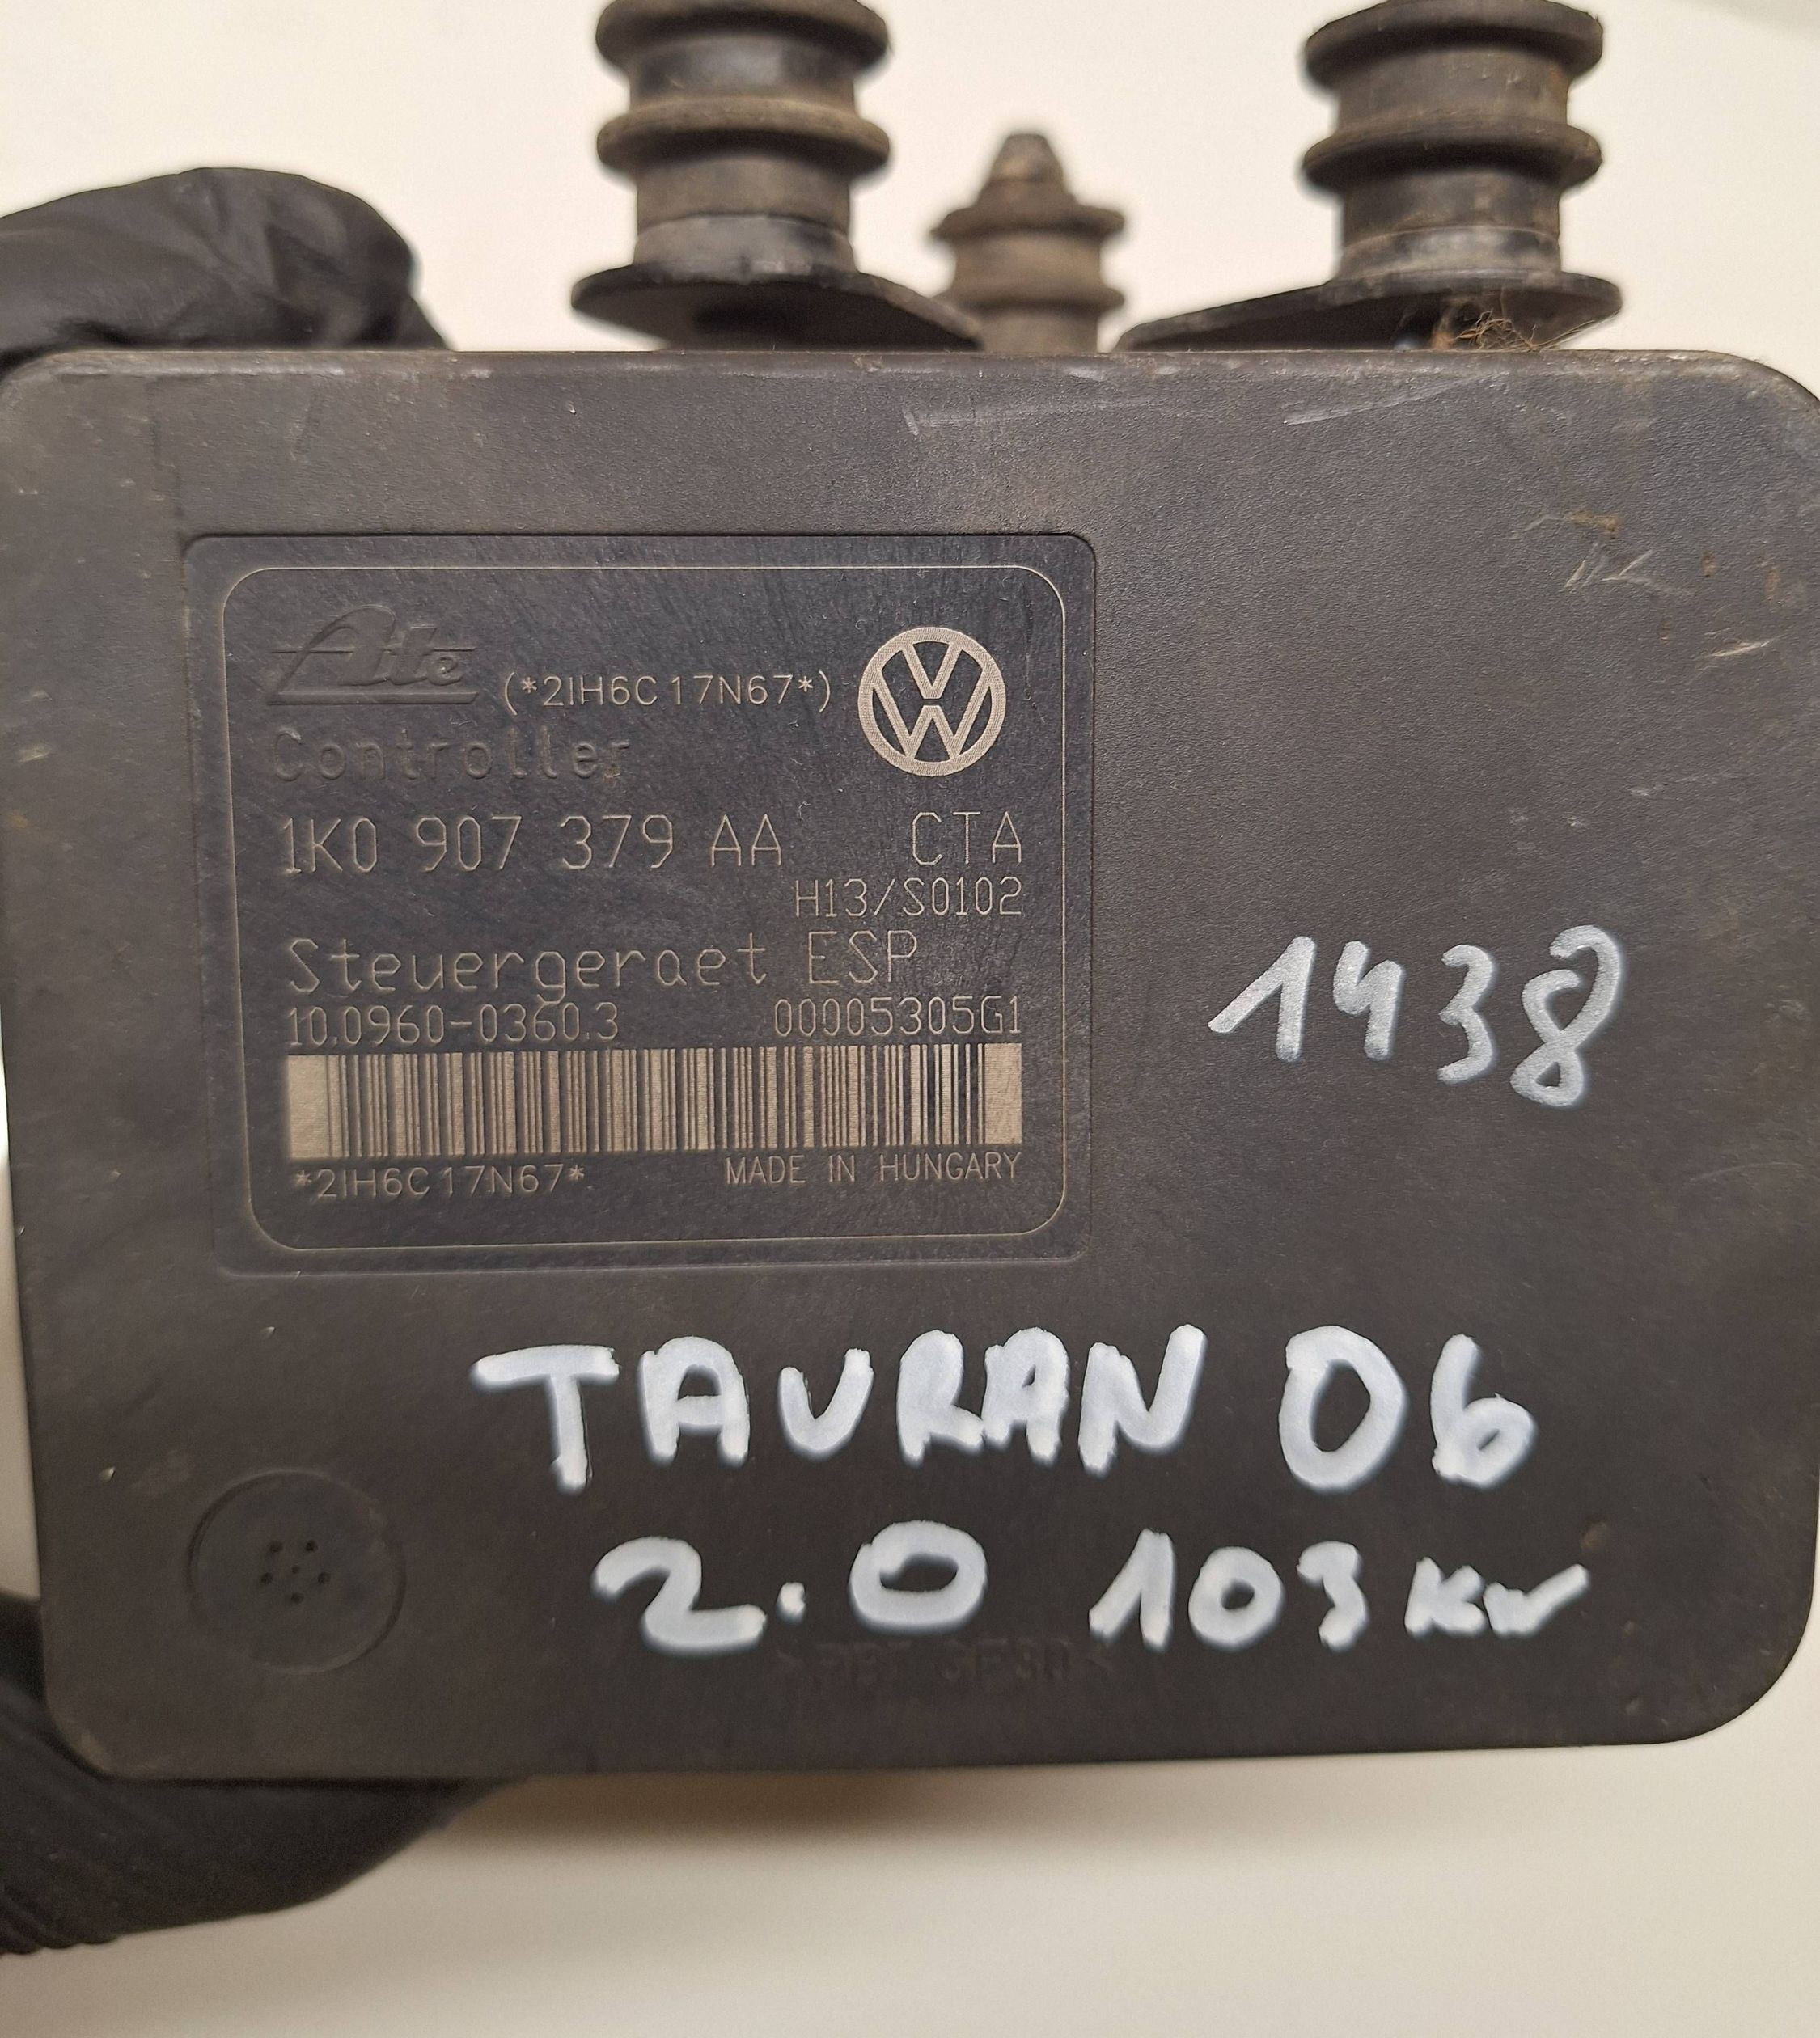 Ate (*2IH6C17N67*)
Controller
1K0 907 379 AA CTA
H13/S0102
Steuergeraet ESP
10.0960-0360.3 00005305G1
*2IH6C17N67* MADE IN HUNGARY
1438
TAURAN 06
2.0 103 KW